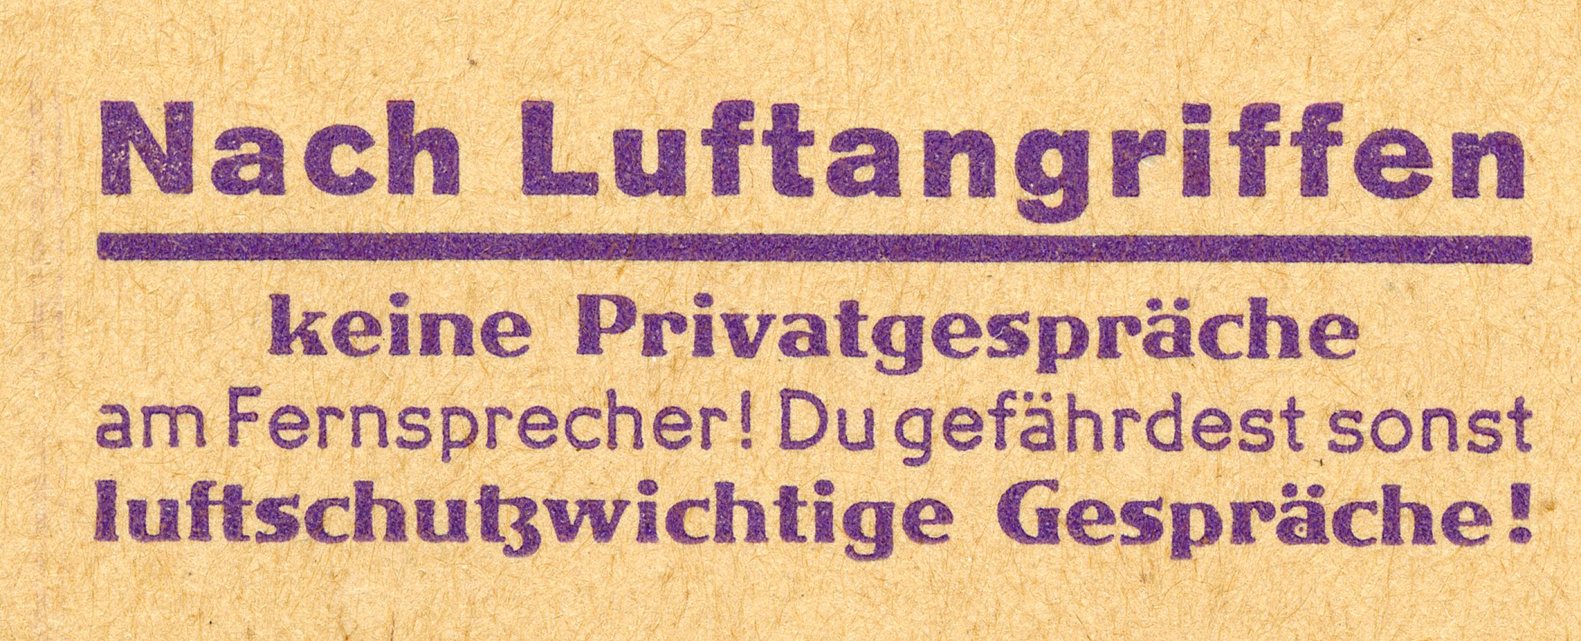 Nach Luftangriffen
keine Privatgespräche
am Fernsprecher! Du gefährdest sonst
luftschutzwichtige Gespräche!